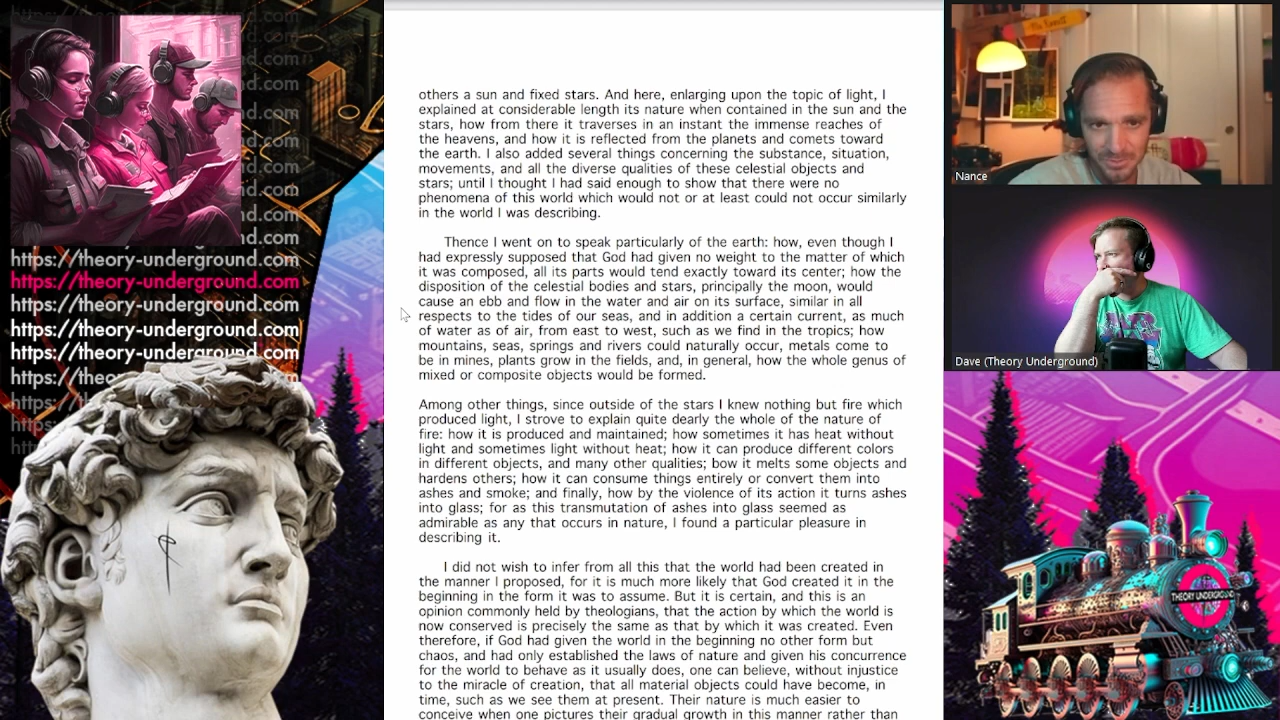 https://theory-underground.com
https://theory-underground.com
https://theory-underground.com
https://theory-underground.com
https://theory-underground.com
others a sun and fixed stars. And here, enlarging upon the topic of light, I
explained at considerable length its nature when contained in the sun and the
stars, how from there it traverses in an instant the immense reaches of
the heavens, and how it is reflected from the planets and comets toward
the earth. I also added several things concerning the substance, situation,
movements, and all the diverse qualities of these celestial objects and
stars; until I thought I had said enough to show that there were no
phenomena of this world which would not or at least could not occur similarly
in the world I was describing.
Thence I went on to speak particularly of the earth: how, even though I
had expressly supposed that God had given no weight to the matter of which
it was composed, all its parts would tend exactly toward its center; how the
disposition of the celestial bodies and stars, principally the moon, would
cause an ebb and flow in the water and air on its surface, similar in all
respects to the tides of our seas, and in addition a certain current, as much
of water as of air, from east to west, such as we find in the tropics; how
mountains, seas, springs and rivers could naturally occur, metals come to
be in mines, plants grow in the fields, and, in general, how the whole genus of
mixed or composite objects would be formed.
Among other things, since outside of the stars I knew nothing but fire which
produced light, I strove to explain quite dearly the whole of the nature of
fire: how it is produced and maintained; how sometimes it has heat without
light and sometimes light without heat; how it can produce different colors
in different objects, and many other qualities; bow it melts some objects and
hardens others; how it can consume things entirely or convert them into
ashes and smoke; and finally, how by the violence of its action it turns ashes
into glass; for as this transmutation of ashes into glass seemed as
admirable as any that occurs in nature, I found a particular pleasure in
describing it.
I did not wish to infer from all this that the world had been created in
the manner I proposed, for it is much more likely that God created it in the
beginning in the form it was to assume. But it is certain, and this is an
opinion commonly held by theologians, that the action by which the world is
now conserved is precisely the same as that by which it was created. Even
therefore, if God had given the world in the beginning no other form but
chaos, and had only established the laws of nature and given his concurrence
for the world to behave as it usually does, one can believe, without injustice
to the miracle of creation, that all material objects could have become, in
time, such as we see them at present. Their nature is much easier to
conceive when one pictures their gradual growth in this manner rather than
Nance
Dave (Theory Underground)
THEORY UNDERGROUND